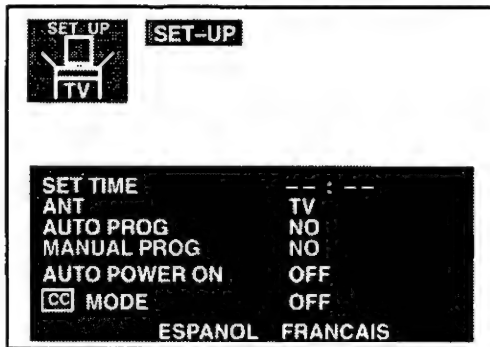 SET UP
SET-UP
TV
SET TIME -- : --
ANT TV
AUTO PROG NO
MANUAL PROG NO
AUTO POWER ON OFF
CC MODE OFF
ESPANOL FRANCAIS